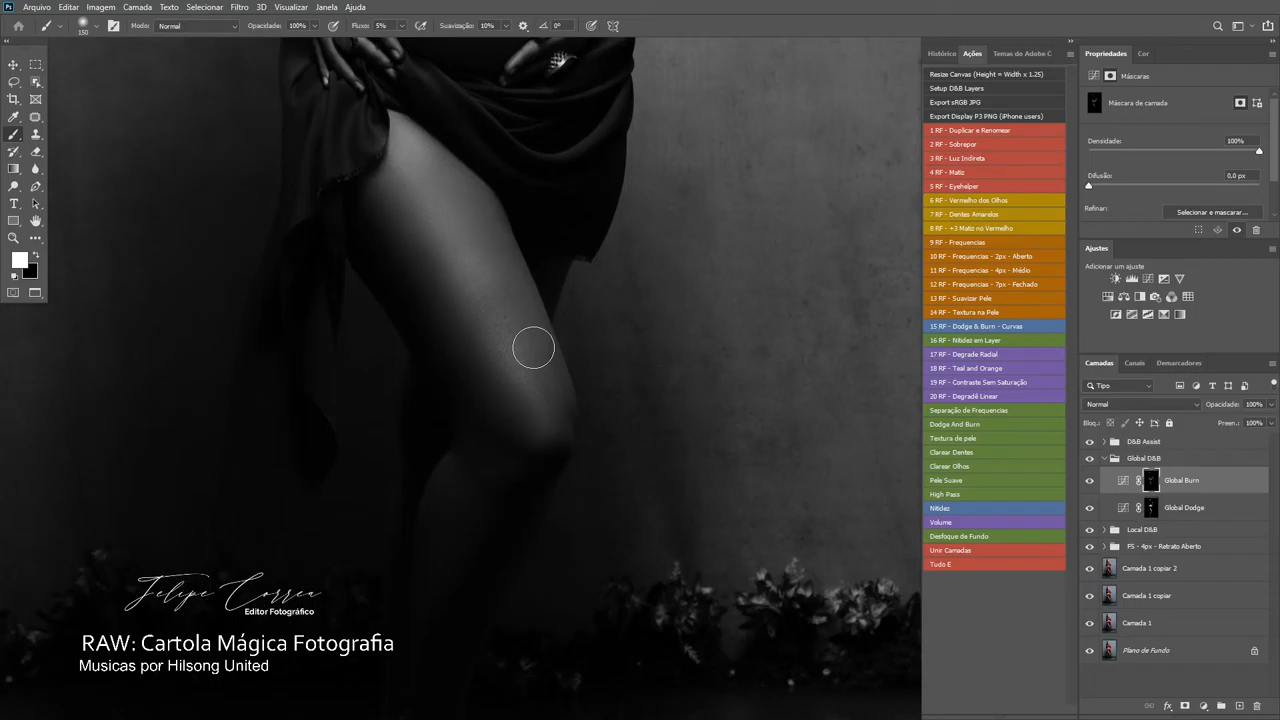 Arquivo Editar Imagem Camada Texto Selecionar Filtro 3D Visualizar Janela Ajuda
150 Modo: Normal Opacidade: 100% Fluxo: 5% Suavização: 10% 0°
Histórico Ações Temas do Adobe C
Resize Canvas (Height = Width x 1.25)
Setup D&B Layers
Export sRGB JPG
Export Display P3 PNG (iPhone users)
1 RF - Duplicar e Renomear
2 RF - Sobrepor
3 RF - Luz Indireta
4 RF - Matiz
5 RF - Eyehelper
6 RF - Vermelho dos Olhos
7 RF - Dentes Amarelos
8 RF - +3 Matiz no Vermelho
9 RF - Frequencias
10 RF - Frequencias - 2px - Aberto
11 RF - Frequencias - 4px - Médio
12 RF - Frequencias - 7px - Fechado
13 RF - Suavizar Pele
14 RF - Textura na Pele
15 RF - Dodge & Burn - Curvas
16 RF - Nitidez em Layer
17 RF - Degrade Radial
18 RF - Teal and Orange
19 RF - Contraste Sem Saturação
20 RF - Degradê Linear
Separação de Frequencias
Dodge And Burn
Textura de pele
Clarear Dentes
Clarear Olhos
Pele Suave
High Pass
Nitidez
Volume
Desfoque de Fundo
Unir Camadas
Tudo E
Propriedades Cor
Máscaras
Máscara de camada
Densidade: 100%
Difusão: 0,0 px
Refinar: Selecionar e mascarar...
Ajustes
Adicionar um ajuste
Camadas Canais Demarcadores
Tipo
Normal Opacidade: 100%
Bloq.: Preen.: 100%
D&B Assist
Global D&B
Global Burn
Global Dodge
Local D&B
FS - 4px - Retrato Aberto
Camada 1 copiar 2
Camada 1 copiar
Camada 1
Plano de Fundo
Felipe Correa
Editor Fotográfico
RAW: Cartola Mágica Fotografia
Musicas por Hilsong United